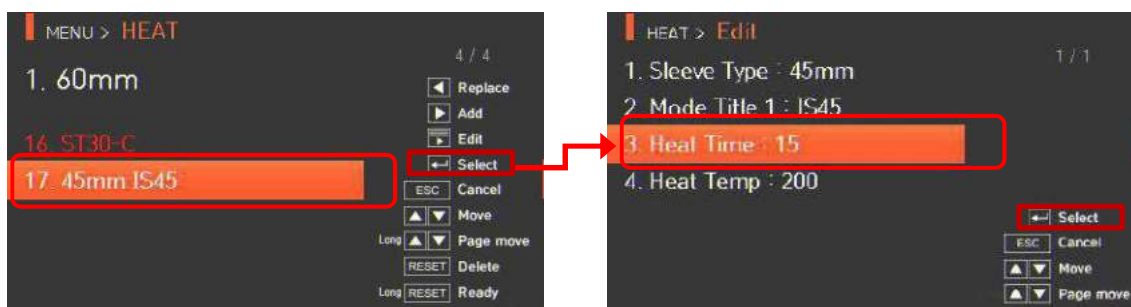 MENU > HEAT
4 / 4
1. 60mm
Replace
Add
16. ST30-C
Edit
Select
17. 45mm IS45
ESC Cancel
Move
Long Page move
RESET Delete
Long RESET Ready
HEAT > Edit
1 / 1
1. Sleeve Type : 45mm
2. Mode Title 1 : IS45
3. Heat Time : 15
4. Heat Temp : 200
Select
ESC Cancel
Move
Page move